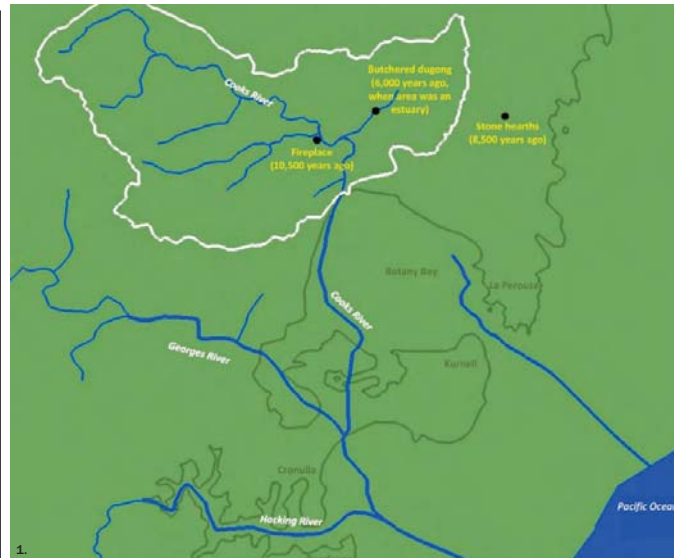 Cooks River
Butchered dugong
(6,000 years ago,
when area was an
estuary)
Stone hearths
(8,500 years ago)
Fireplace
(10,500 years ago)
Botany Bay
La Perouse
Cooks River
Georges River
Kurnell
Cronulla
Hacking River
Pacific Ocean
1.